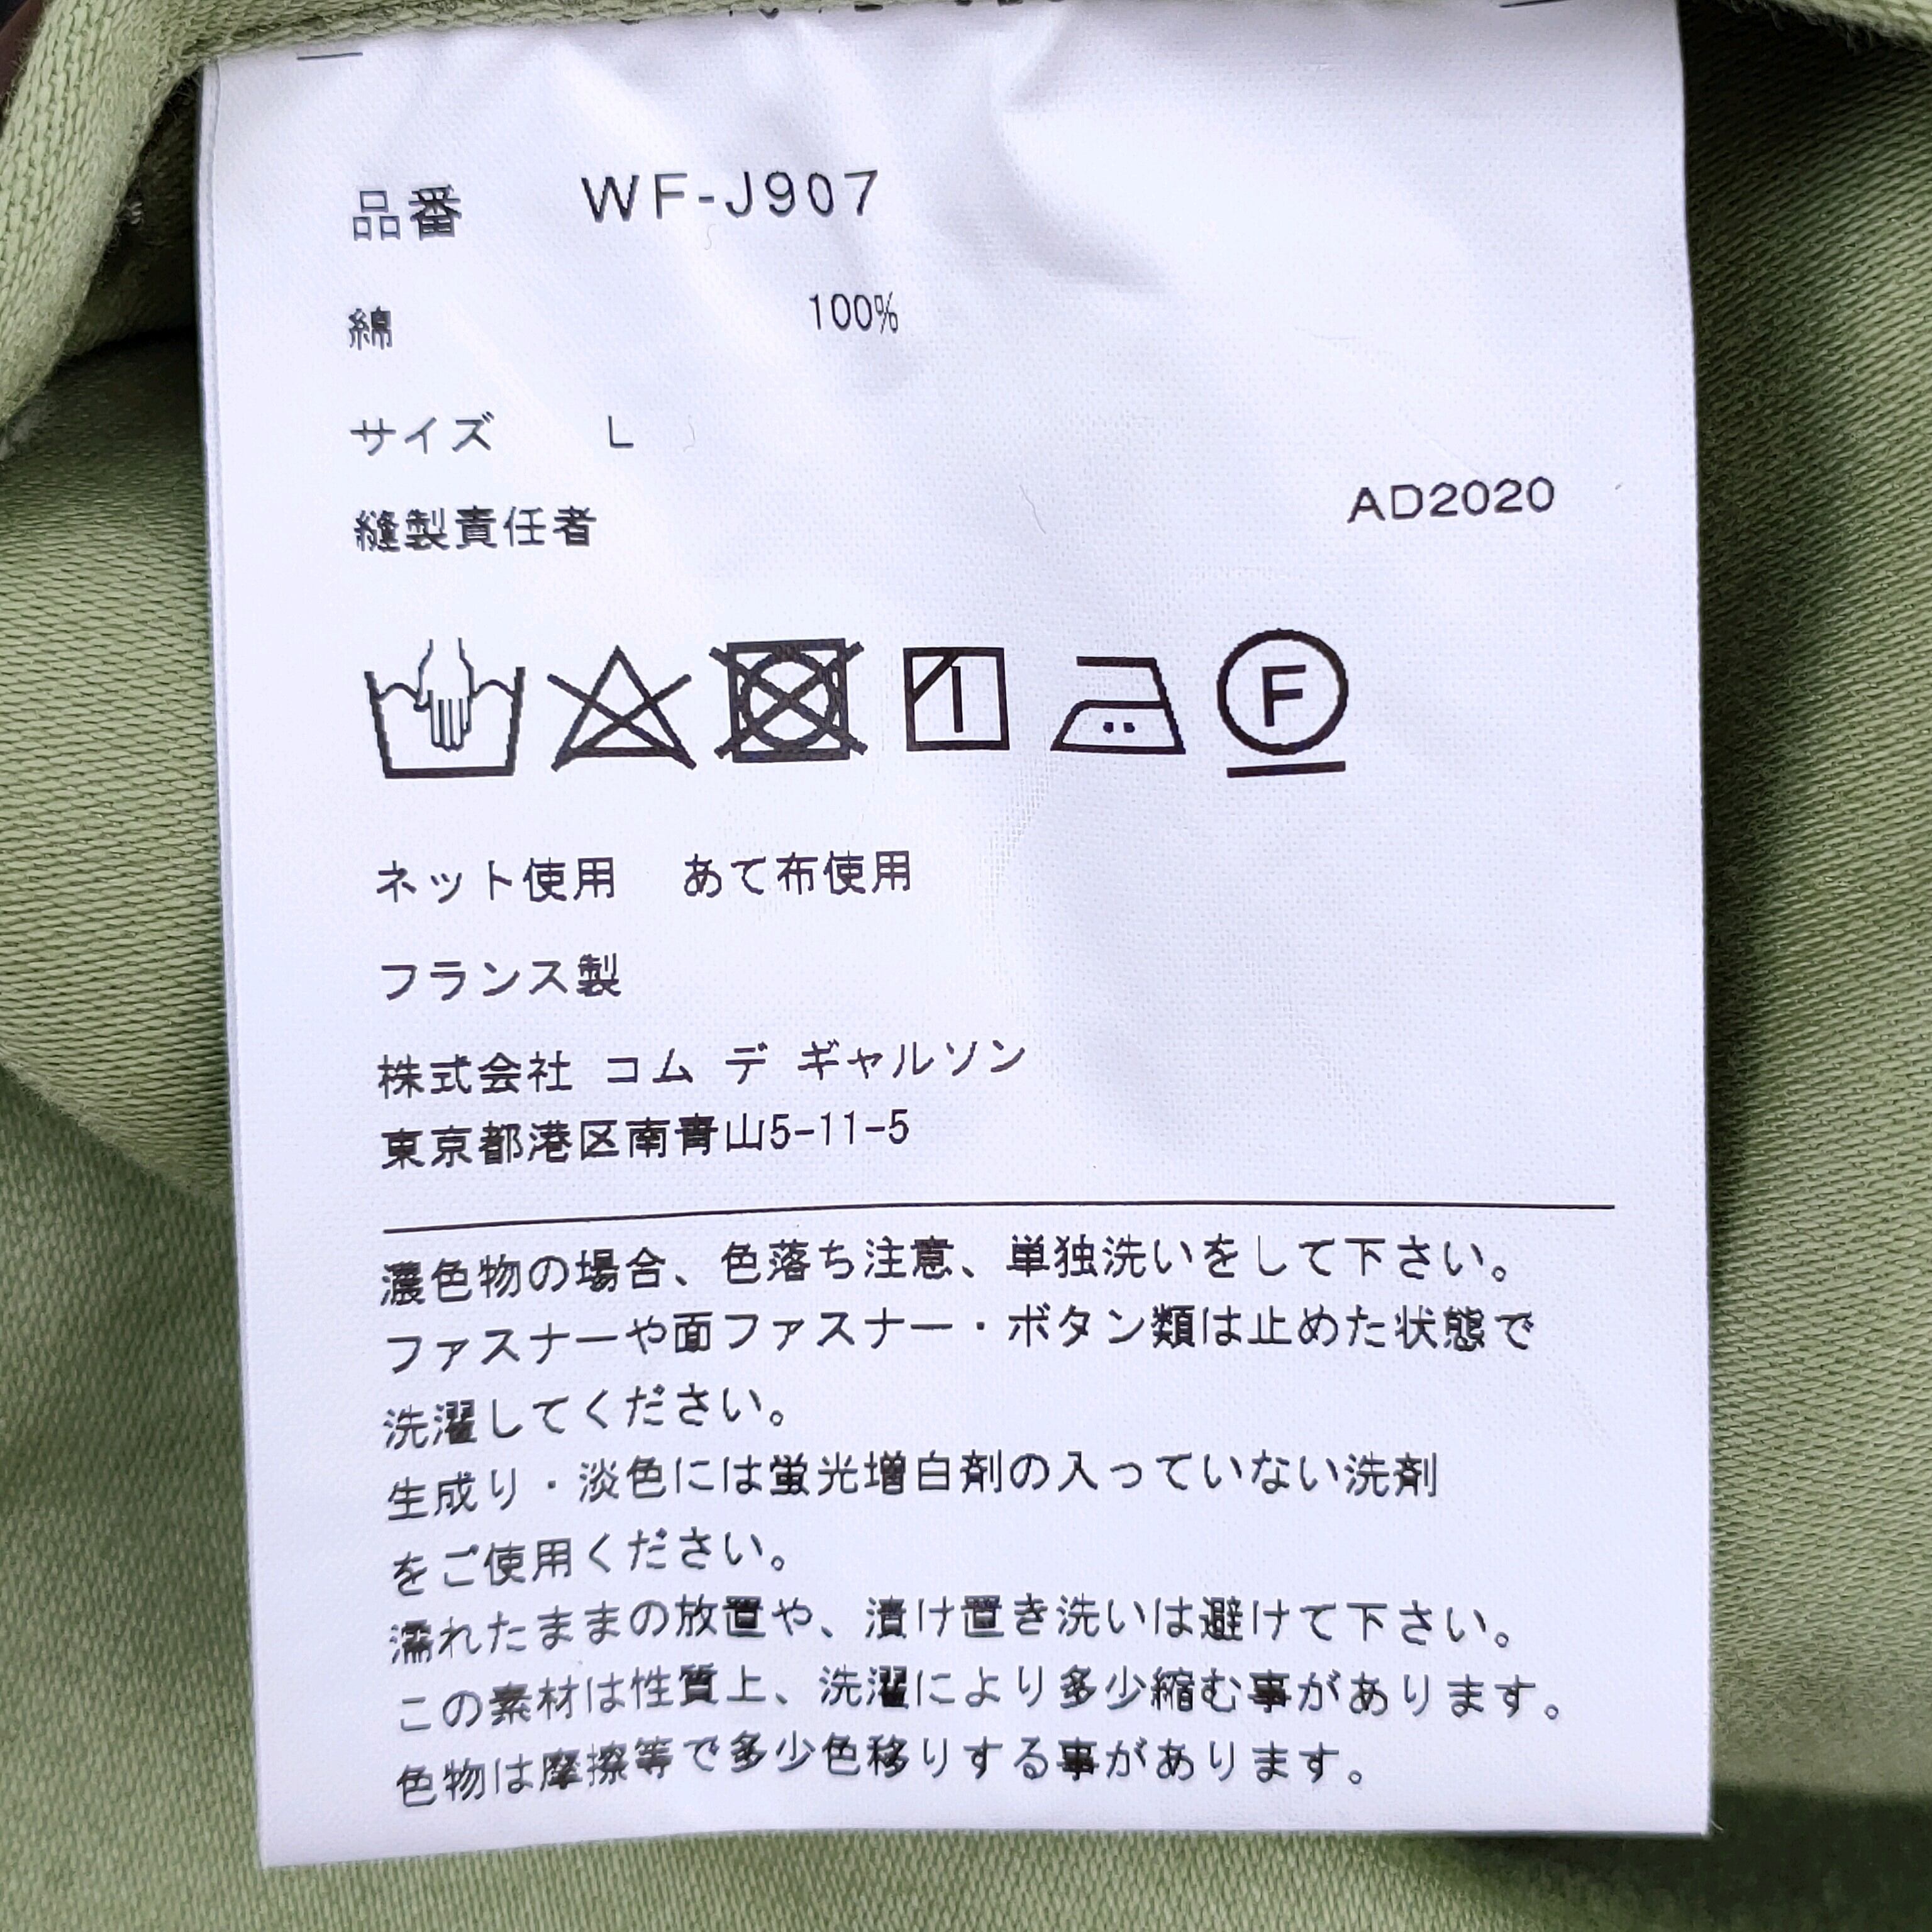 品番 WF-J907
綿 100%
サイズ L
縫製責任者 AD2020
F
ネット使用 あて布使用
フランス製
株式会社 コム デ ギャルソン
東京都港区南青山5-11-5
濃色物の場合、色落ち注意、単独洗いをして下さい。
ファスナーや面ファスナー・ボタン類は止めた状態で
洗濯してください。
生成り・淡色には蛍光増白剤の入っていない洗剤
をご使用ください。
濡れたままの放置や、漬け置き洗いは避けて下さい。
この素材は性質上、洗濯により多少縮む事があります。
色物は摩擦等で多少色移りする事があります。